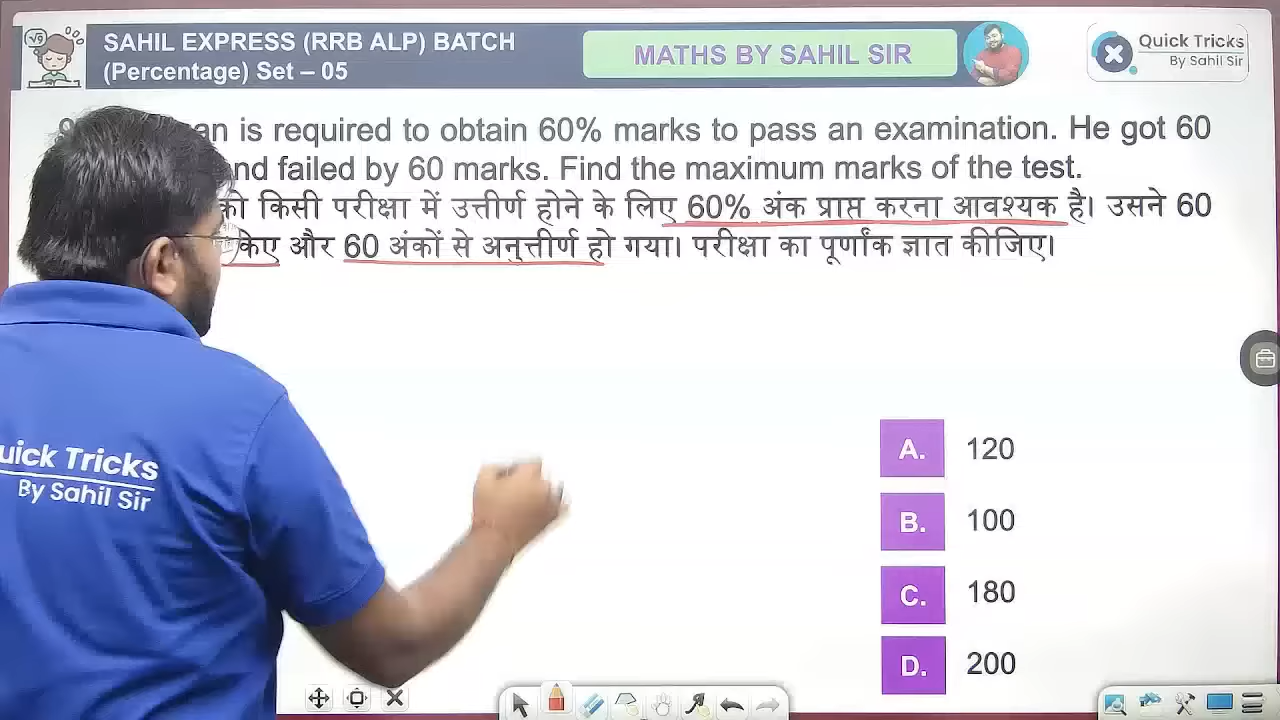 SAHIL EXPRESS (RRB ALP) BATCH
(Percentage) Set – 05
MATHS BY SAHIL SIR
Quick Tricks
By Sahil Sir
is required to obtain 60% marks to pass an examination. He got 60
failed by 60 marks. Find the maximum marks of the test.
को किसी परीक्षा में उत्तीर्ण होने के लिए 60% अंक प्राप्त करना आवश्यक है। उसने 60
किए और 60 अंकों से अनुत्तीर्ण हो गया। परीक्षा का पूर्णांक ज्ञात कीजिए।
A. 120
B. 100
C. 180
D. 200
Tricks
By Sahil Sir